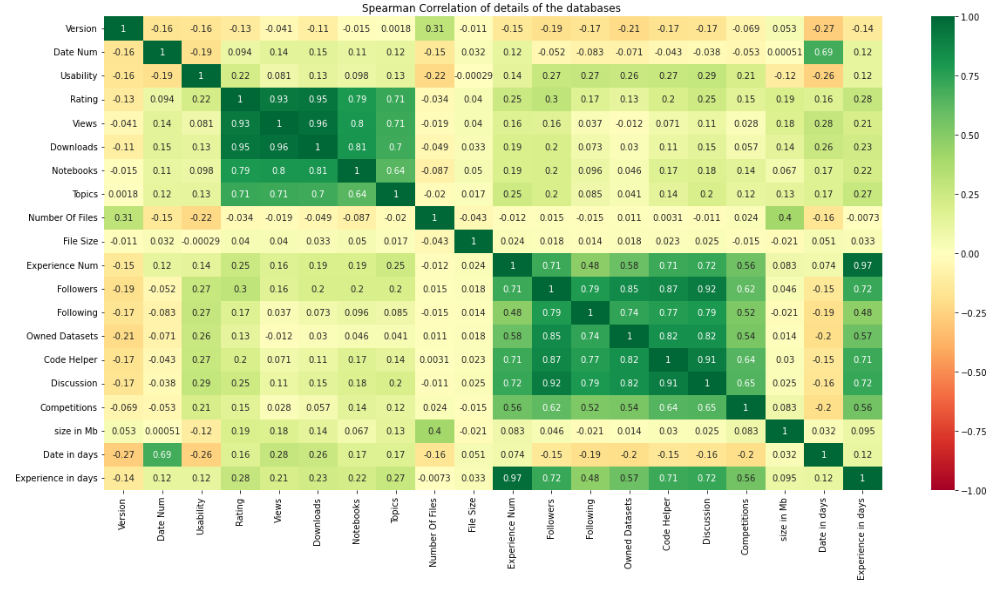 Spearman Correlation of details of the databases
Version 1 -0.16 -0.16 -0.13 -0.041 -0.11 -0.015 0.0018 0.31 -0.011 -0.15 -0.19 -0.17 -0.21 -0.17 -0.17 -0.069 0.053 -0.27 -0.14
Date Num -0.16 1 -0.19 0.094 0.14 0.15 0.11 0.12 -0.15 0.032 0.12 -0.052 -0.083 -0.071 -0.043 -0.038 -0.053 0.00051 0.69 0.12
Usability -0.16 -0.19 1 0.22 0.081 0.13 0.098 0.13 -0.22 -0.00029 0.14 0.27 0.27 0.26 0.27 0.29 0.21 -0.12 -0.26 0.12
Rating -0.13 0.094 0.22 1 0.93 0.95 0.79 0.71 -0.034 0.04 0.25 0.3 0.17 0.13 0.2 0.25 0.15 0.19 0.16 0.28
Views -0.041 0.14 0.081 0.93 1 0.96 0.8 0.71 -0.019 0.04 0.16 0.16 0.037 -0.012 0.071 0.11 0.028 0.18 0.28 0.21
Downloads -0.11 0.15 0.13 0.95 0.96 1 0.81 0.7 -0.049 0.033 0.19 0.2 0.073 0.03 0.11 0.15 0.057 0.14 0.26 0.23
Notebooks -0.015 0.11 0.098 0.79 0.8 0.81 1 0.64 -0.087 0.05 0.19 0.2 0.096 0.046 0.17 0.18 0.14 0.067 0.17 0.22
Topics 0.0018 0.12 0.13 0.71 0.71 0.7 0.64 1 -0.02 0.017 0.25 0.2 0.085 0.041 0.14 0.2 0.12 0.13 0.17 0.27
Number Of Files 0.31 -0.15 -0.22 -0.034 -0.019 -0.049 -0.087 -0.02 1 -0.043 -0.012 0.015 -0.015 0.011 0.0031 -0.011 0.024 0.4 -0.16 -0.0073
File Size -0.011 0.032 -0.00029 0.04 0.04 0.033 0.05 0.017 -0.043 1 0.024 0.018 0.014 0.018 0.023 0.025 -0.015 -0.021 0.051 0.033
Experience Num -0.15 0.12 0.14 0.25 0.16 0.19 0.19 0.25 -0.012 0.024 1 0.71 0.48 0.58 0.71 0.72 0.56 0.083 0.074 0.97
Followers -0.19 -0.052 0.27 0.3 0.16 0.2 0.2 0.2 0.015 0.018 0.71 1 0.79 0.85 0.87 0.92 0.62 0.046 -0.15 0.72
Following -0.17 -0.083 0.27 0.17 0.037 0.073 0.096 0.085 -0.015 0.014 0.48 0.79 1 0.74 0.77 0.79 0.52 -0.021 -0.19 0.48
Owned Datasets -0.21 -0.071 0.26 0.13 -0.012 0.03 0.046 0.041 0.011 0.018 0.58 0.85 0.74 1 0.82 0.82 0.54 0.014 -0.2 0.57
Code Helper -0.17 -0.043 0.27 0.2 0.071 0.11 0.17 0.14 0.0031 0.023 0.71 0.87 0.77 0.82 1 0.91 0.64 0.03 -0.15 0.71
Discussion -0.17 -0.038 0.29 0.25 0.11 0.15 0.18 0.2 -0.011 0.025 0.72 0.92 0.79 0.82 0.91 1 0.65 0.025 -0.16 0.72
Competitions -0.069 -0.053 0.21 0.15 0.028 0.057 0.14 0.12 0.024 -0.015 0.56 0.62 0.52 0.54 0.64 0.65 1 0.083 -0.2 0.56
size in Mb 0.053 0.00051 -0.12 0.19 0.18 0.14 0.067 0.13 0.4 -0.021 0.083 0.046 -0.021 0.014 0.03 0.025 0.083 1 0.032 0.095
Date in days -0.27 0.69 -0.26 0.16 0.28 0.26 0.17 0.17 -0.16 0.051 0.074 -0.15 -0.19 -0.2 -0.15 -0.16 -0.2 0.032 1 0.12
Experience in days -0.14 0.12 0.12 0.28 0.21 0.23 0.22 0.27 -0.0073 0.033 0.97 0.72 0.48 0.57 0.71 0.72 0.56 0.095 0.12 1
Version
Date Num
Usability
Rating
Views
Downloads
Notebooks
Topics
Number Of Files
File Size
Experience Num
Followers
Following
Owned Datasets
Code Helper
Discussion
Competitions
size in Mb
Date in days
Experience in days
1.00
0.75
0.50
0.25
0.00
−0.25
−0.50
−0.75
−1.00